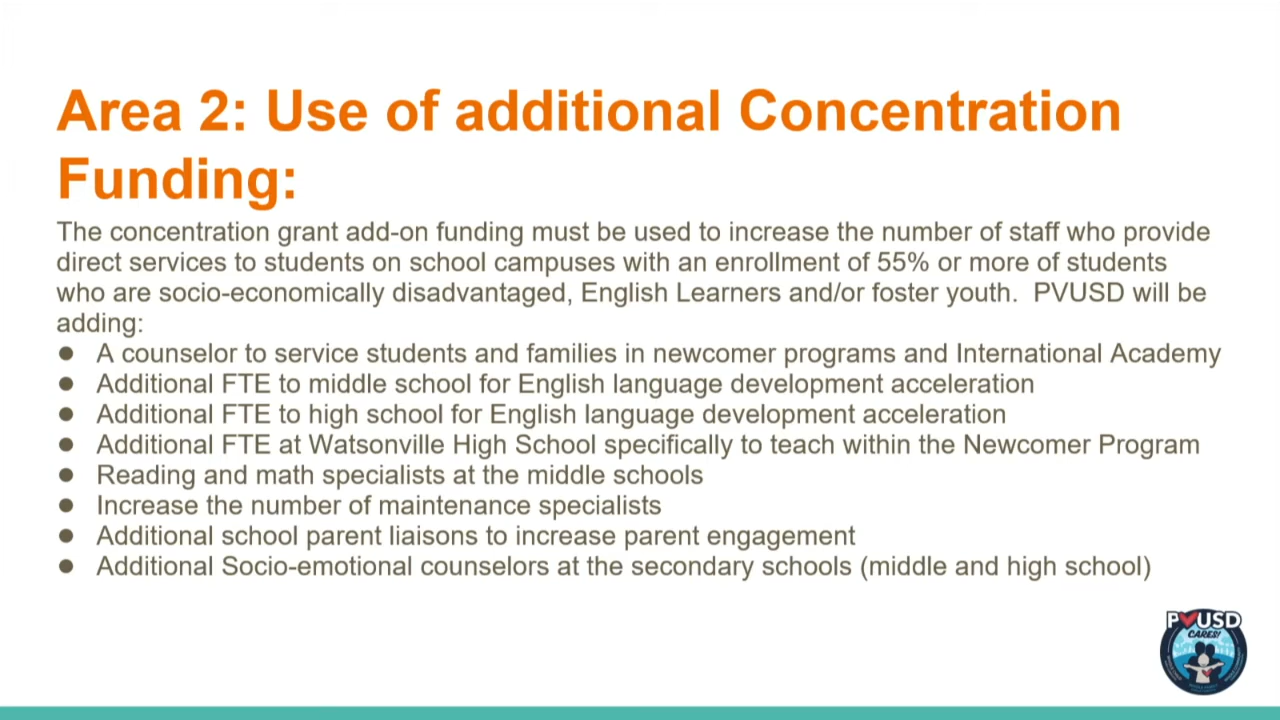 Area 2: Use of additional Concentration
Funding:
The concentration grant add-on funding must be used to increase the number of staff who provide
direct services to students on school campuses with an enrollment of 55% or more of students
who are socio-economically disadvantaged, English Learners and/or foster youth.  PVUSD will be
adding:
● A counselor to service students and families in newcomer programs and International Academy
● Additional FTE to middle school for English language development acceleration
● Additional FTE to high school for English language development acceleration
● Additional FTE at Watsonville High School specifically to teach within the Newcomer Program
● Reading and math specialists at the middle schools
● Increase the number of maintenance specialists
● Additional school parent liaisons to increase parent engagement
● Additional Socio-emotional counselors at the secondary schools (middle and high school)
PVUSD
CARES!